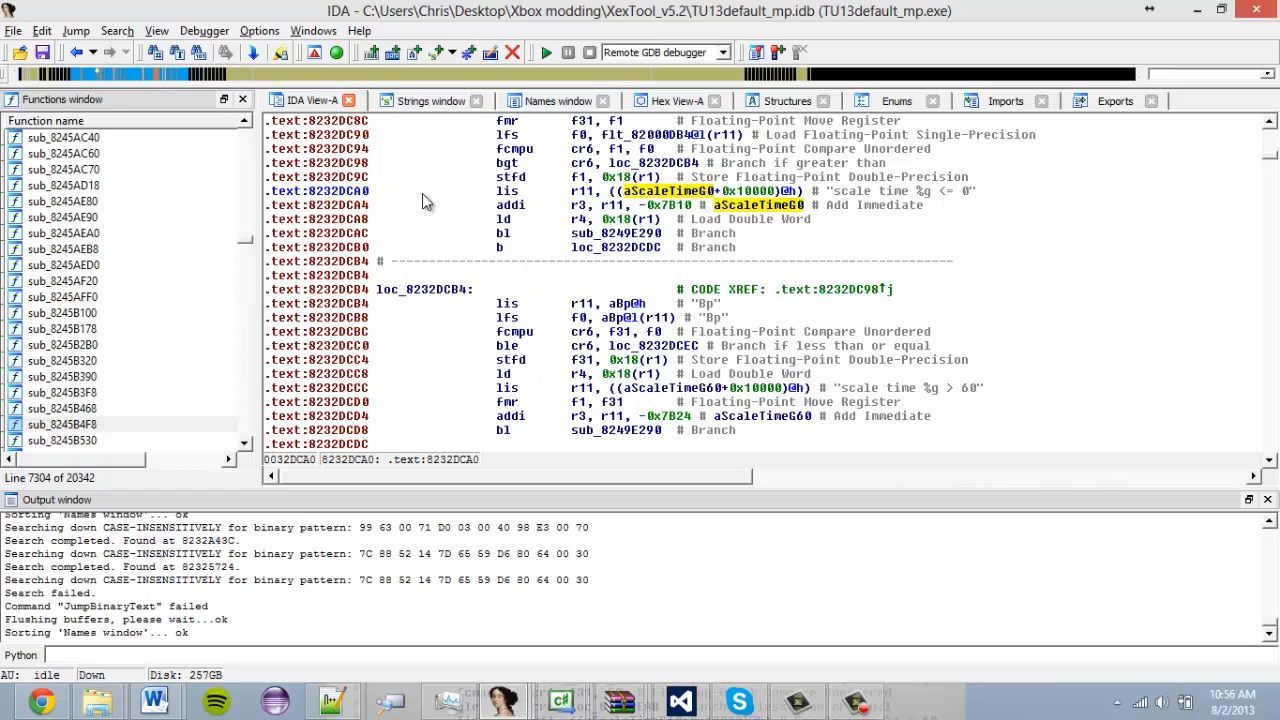 IDA - C:\Users\Chris\Desktop\Xbox modding\XexTool_v5.2\TU13default_mp.idb (TU13default_mp.exe)
File Edit Jump Search View Debugger Options Windows Help
Remote GDB debugger
Functions window
IDA View-A Strings window Names window Hex View-A Structures Enums Imports Exports
Function name
sub_8245AC40
sub_8245AC60
sub_8245AC70
sub_8245AD18
sub_8245AE80
sub_8245AE90
sub_8245AEA0
sub_8245AEB8
sub_8245AED0
sub_8245AF20
sub_8245AFF0
sub_8245B100
sub_8245B178
sub_8245B2B0
sub_8245B320
sub_8245B390
sub_8245B3F8
sub_8245B468
sub_8245B4F8
sub_8245B530
Line 7304 of 20342
.text:8232DC8C fmr f31, f1 # Floating-Point Move Register
.text:8232DC90 lfs f0, flt_82000DB4@l(r11) # Load Floating-Point Single-Precision
.text:8232DC94 fcmpu cr6, f1, f0 # Floating-Point Compare Unordered
.text:8232DC98 bgt cr6, loc_8232DCB4 # Branch if greater than
.text:8232DC9C stfd f1, 0x18(r1) # Store Floating-Point Double-Precision
.text:8232DCA0 lis r11, ((aScaleTimeG0+0x10000)@h) # "scale time %g <= 0"
.text:8232DCA4 addi r3, r11, -0x7B10 # aScaleTimeG0 # Add Immediate
.text:8232DCA8 ld r4, 0x18(r1) # Load Double Word
.text:8232DCAC bl sub_8249E290 # Branch
.text:8232DCB0 b loc_8232DCDC # Branch
.text:8232DCB4 # ---------------------------------------------------------------------------
.text:8232DCB4
.text:8232DCB4 loc_8232DCB4: # CODE XREF: .text:8232DC98↑j
.text:8232DCB4 lis r11, aBp@h # "Bp"
.text:8232DCB8 lfs f0, aBp@l(r11) # "Bp"
.text:8232DCBC fcmpu cr6, f31, f0 # Floating-Point Compare Unordered
.text:8232DCC0 ble cr6, loc_8232DCEC # Branch if less than or equal
.text:8232DCC4 stfd f31, 0x18(r1) # Store Floating-Point Double-Precision
.text:8232DCC8 ld r4, 0x18(r1) # Load Double Word
.text:8232DCCC lis r11, ((aScaleTimeG60+0x10000)@h) # "scale time %g > 60"
.text:8232DCD0 fmr f1, f31 # Floating-Point Move Register
.text:8232DCD4 addi r3, r11, -0x7B24 # aScaleTimeG60 # Add Immediate
.text:8232DCD8 bl sub_8249E290 # Branch
.text:8232DCDC
0032DCA0 8232DCA0: .text:8232DCA0
Output window
Sorting 'Names window'... ok
Searching down CASE-INSENSITIVELY for binary pattern: 99 63 00 71 D0 03 00 40 98 E3 00 70
Search completed. Found at 8232A43C.
Searching down CASE-INSENSITIVELY for binary pattern: 7C 88 52 14 7D 65 59 D6 80 64 00 30
Search completed. Found at 82325724.
Searching down CASE-INSENSITIVELY for binary pattern: 7C 88 52 14 7D 65 59 D6 80 64 00 30
Search failed.
Command "JumpBinaryText" failed
Flushing buffers, please wait...ok
Sorting 'Names window'... ok
Python
AU: idle Down Disk: 257GB
10:56 AM
8/2/2013